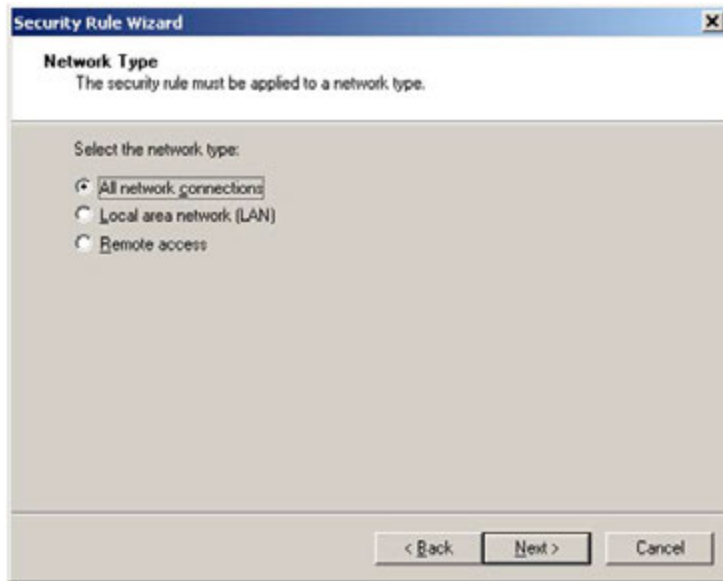 Security Rule Wizard
Network Type
The security rule must be applied to a network type.
Select the network type:
All network connections
Local area network (LAN)
Remote access
< Back
Next >
Cancel